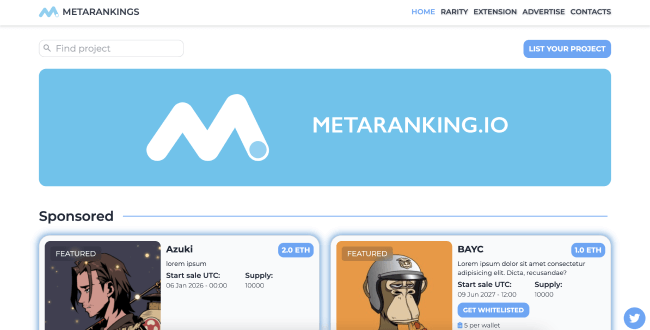 METARANKINGS
HOME RARITY EXTENSION ADVERTISE CONTACTS
Find project
LIST YOUR PROJECT
METARANKING.IO
Sponsored
FEATURED
Azuki
2.0 ETH
lorem ipsum
Start sale UTC: Supply:
06 Jan 2026 - 00:00 10000
FEATURED
BAYC
1.0 ETH
Lorem ipsum dolor sit amet consectetur
adipisicing elit. Dicta, recusandae?
Start sale UTC: Supply:
09 Jun 2027 - 12:00 10000
GET WHITELISTED
5 per wallet